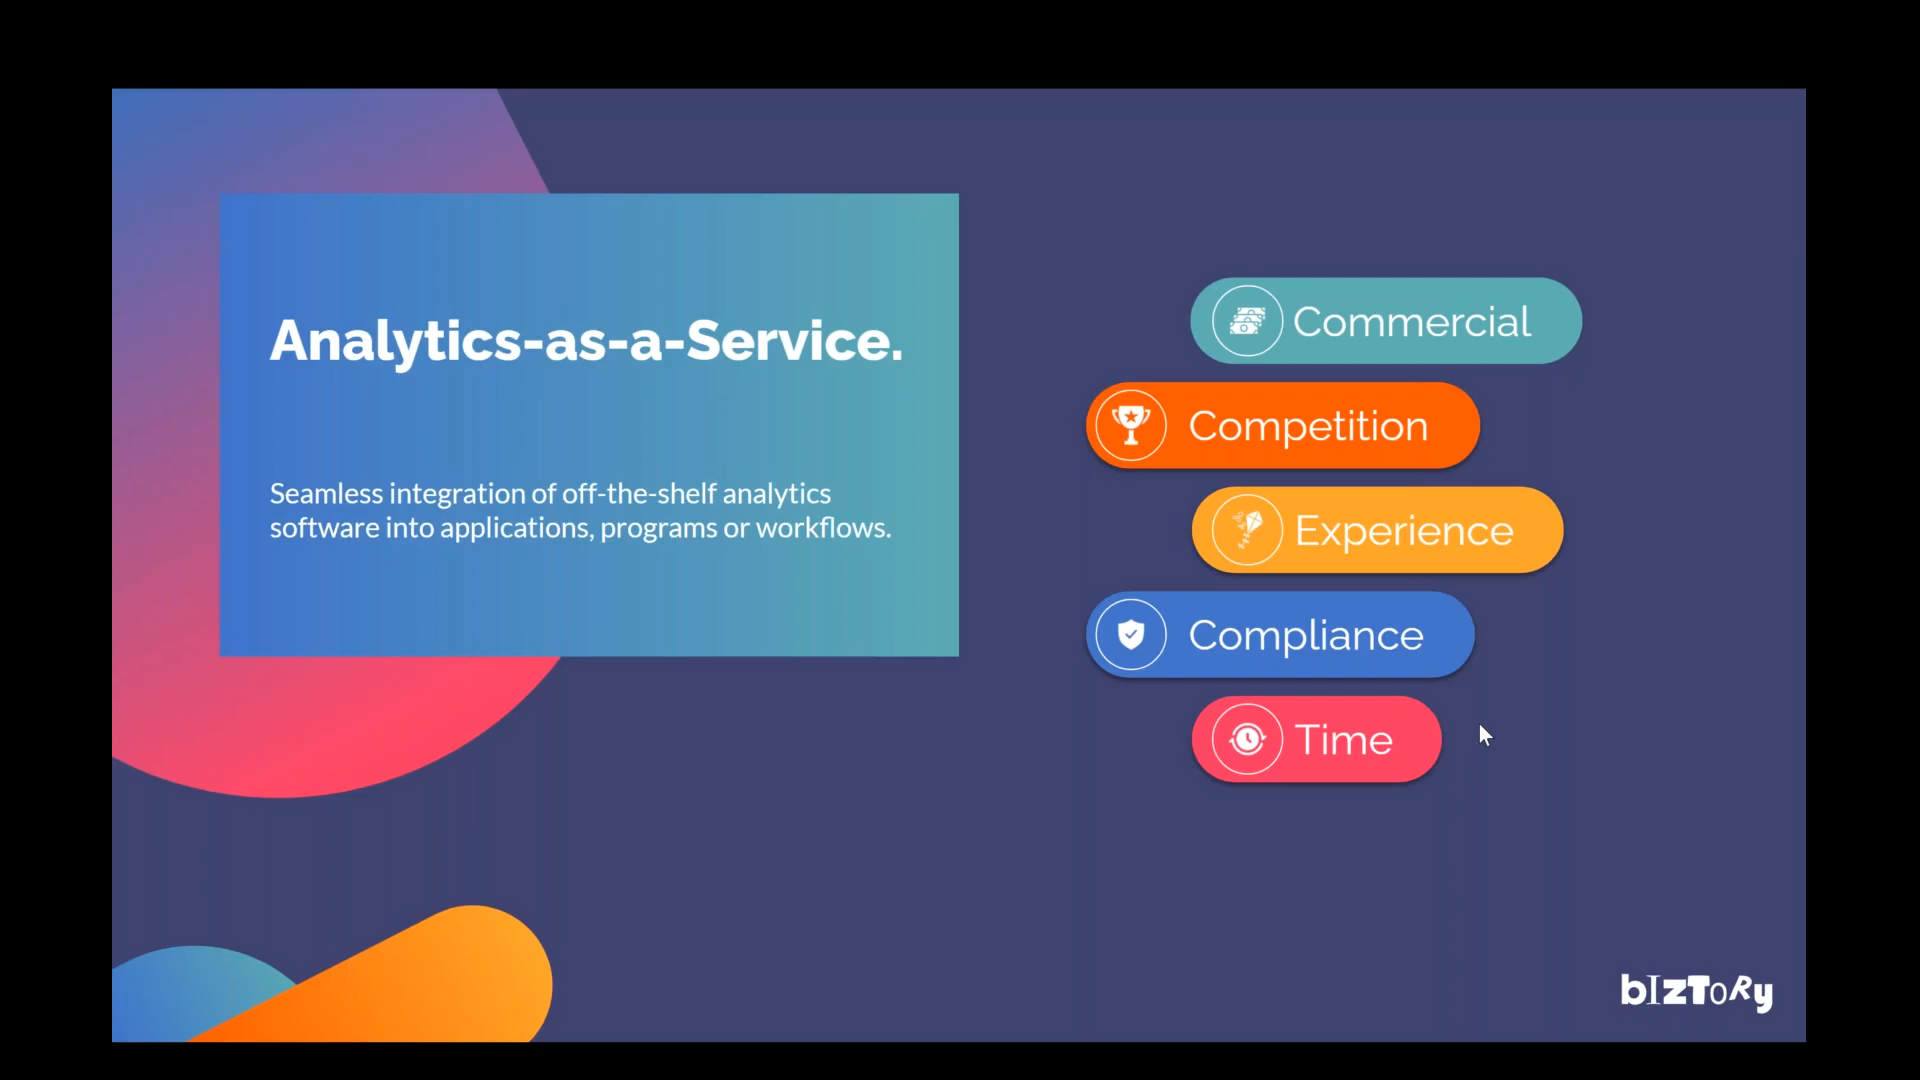 Analytics-as-a-Service.
Seamless integration of off-the-shelf analytics
software into applications, programs or workflows.
Commercial
Competition
Experience
Compliance
Time
bIzToRy